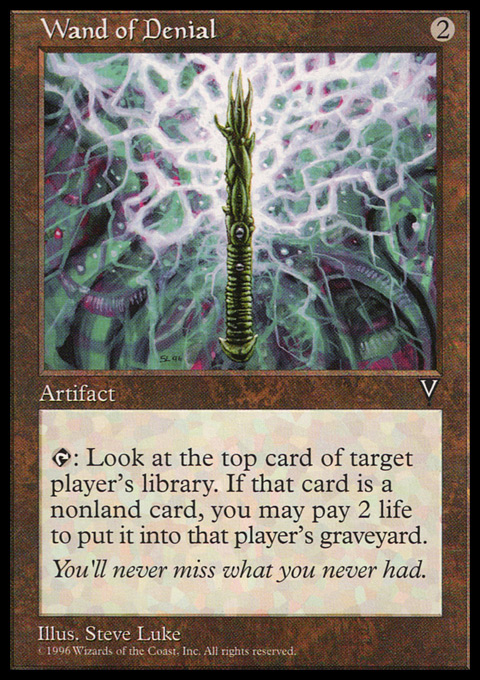 Wand of Denial 2
SL 96
Artifact V
: Look at the top card of target
player's library. If that card is a
nonland card, you may pay 2 life
to put it into that player's graveyard.
You'll never miss what you never had.
Illus. Steve Luke
©1996 Wizards of the Coast, Inc. All rights reserved.